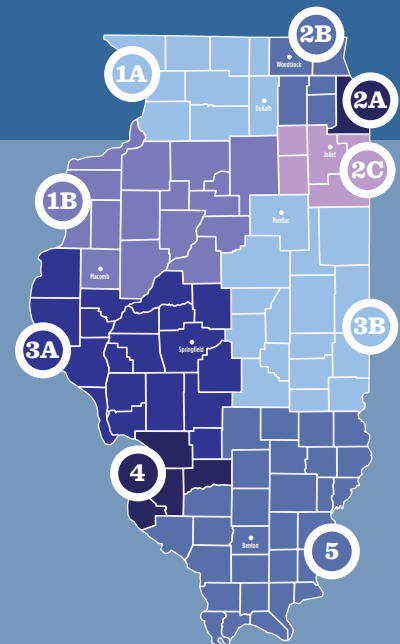 2B
Woodstock
1A
2A
DeKalb
Joliet
2C
1B
Pontiac
Macomb
3B
Springfield
3A
4
Benton
5